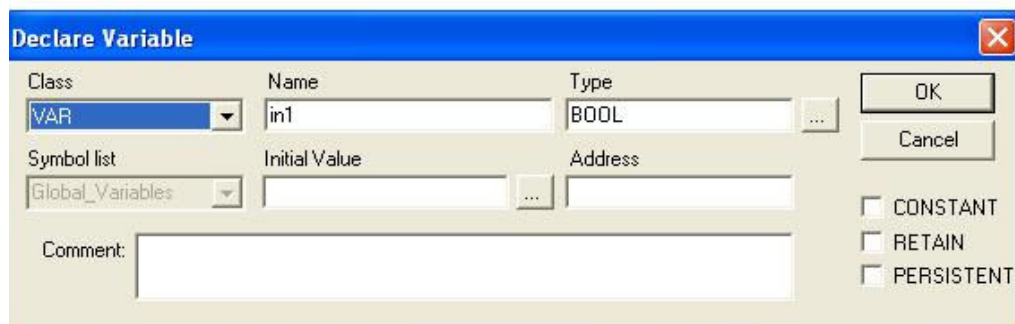 Declare Variable
Class Name Type
VAR in1 BOOL ... OK
Cancel
Symbol list Initial Value Address
Global_Variables ...
CONSTANT
Comment: RETAIN
PERSISTENT